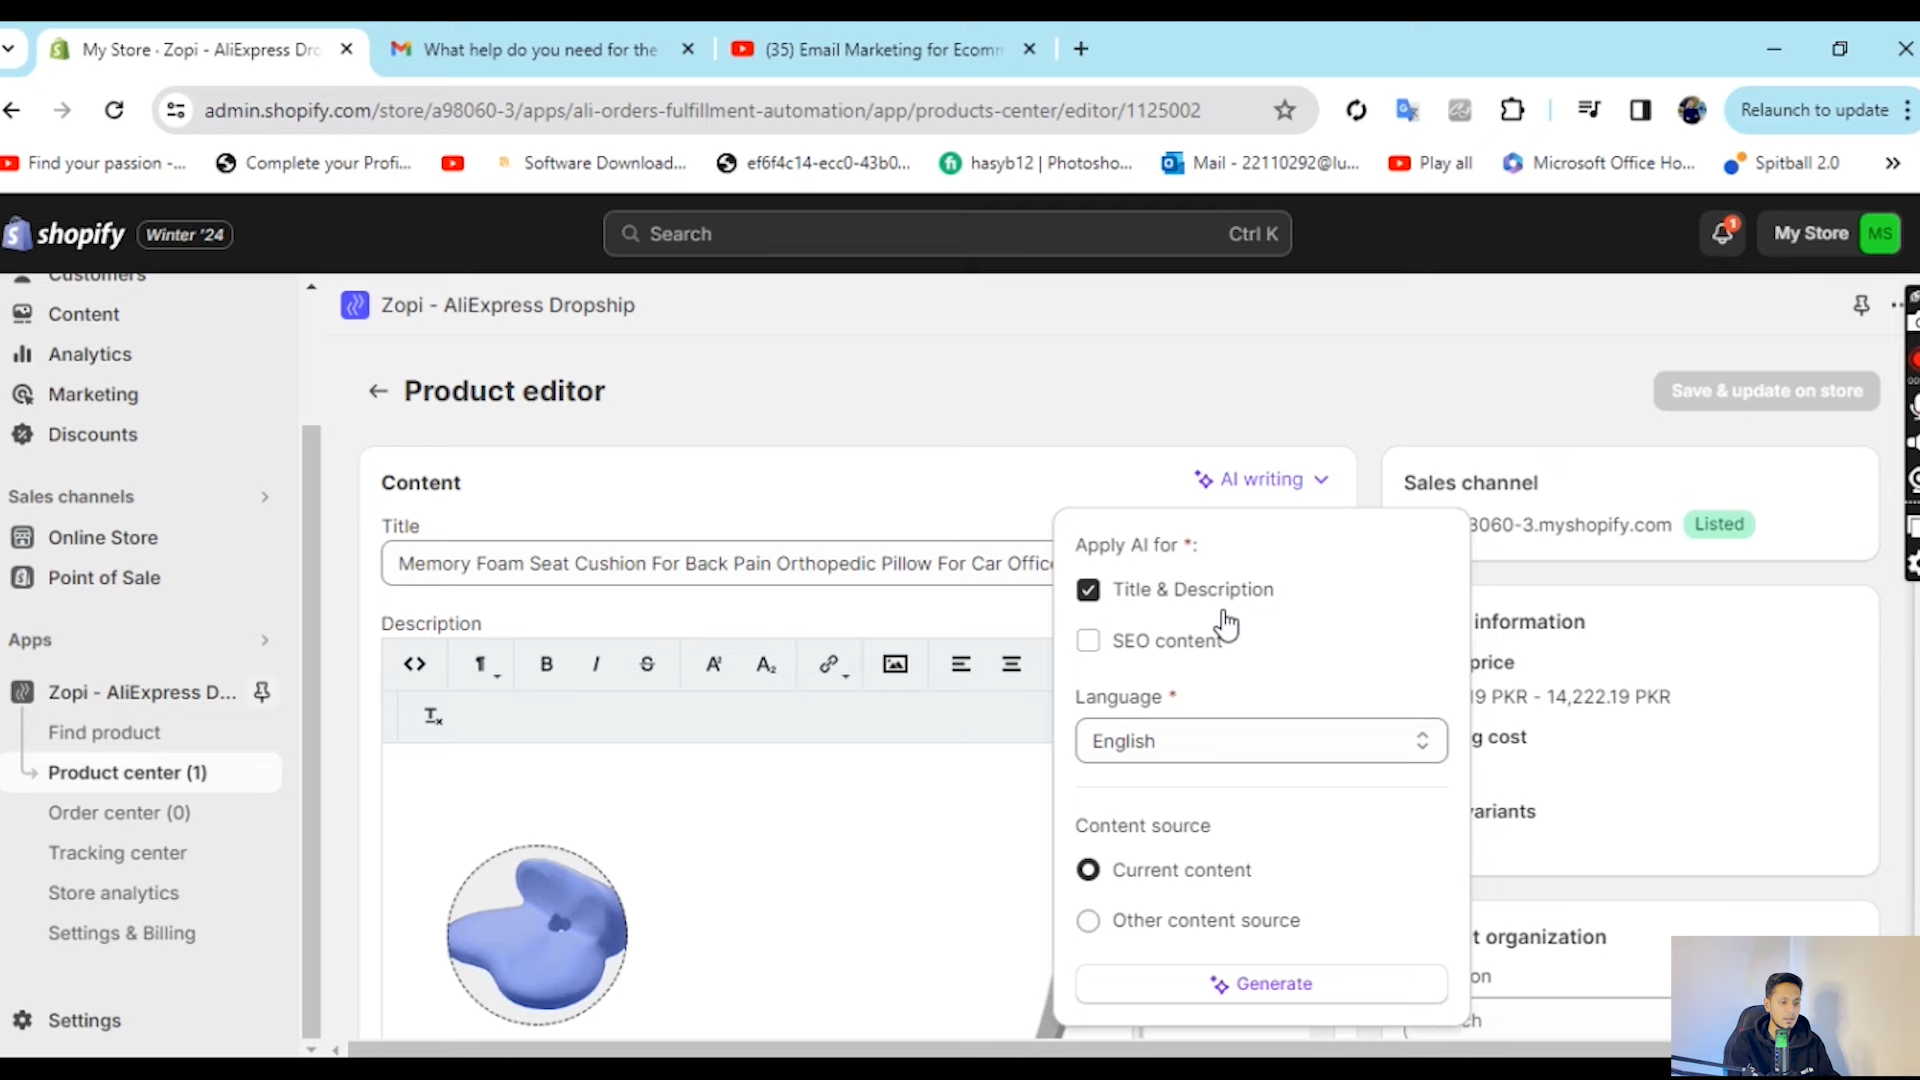 My Store · Zopi - AliExpress Dro
What help do you need for the
(35) Email Marketing for Ecomm
admin.shopify.com/store/a98060-3/apps/ali-orders-fulfillment-automation/app/products-center/editor/1125002
Relaunch to update
Find your passion -...
Complete your Profi...
Software Download...
ef6f4c14-ecc0-43b0...
hasyb12 | Photosho...
Mail - 22110292@lu...
Play all
Microsoft Office Ho...
Spitball 2.0
shopify
Winter '24
Search
Ctrl K
1
My Store
MS
Customers
Content
Analytics
Marketing
Discounts
Sales channels
Online Store
Point of Sale
Apps
Zopi - AliExpress D...
Find product
Product center (1)
Order center (0)
Tracking center
Store analytics
Settings & Billing
Settings
Zopi - AliExpress Dropship
Product editor
Save & update on store
Content
AI writing
Title
Memory Foam Seat Cushion For Back Pain Orthopedic Pillow For Car Office
Description
Apply AI for *:
Title & Description
SEO content
Language *
English
Content source
Current content
Other content source
Generate
Sales channel
8060-3.myshopify.com
Listed
information
price
19 PKR - 14,222.19 PKR
g cost
variants
t organization